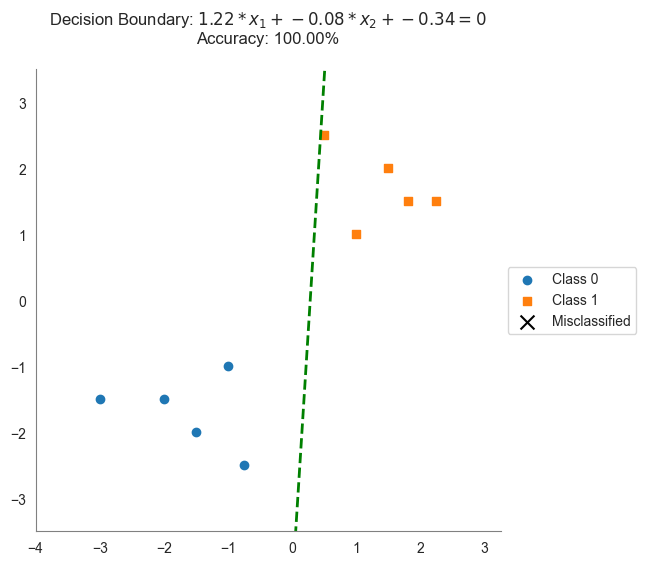 Decision Boundary: 1.22 * x₁ + −0.08 * x₂ + −0.34 = 0
Accuracy: 100.00%
3
2
1
0
−1
−2
−3
−4 −3 −2 −1 0 1 2 3
Class 0
Class 1
Misclassified